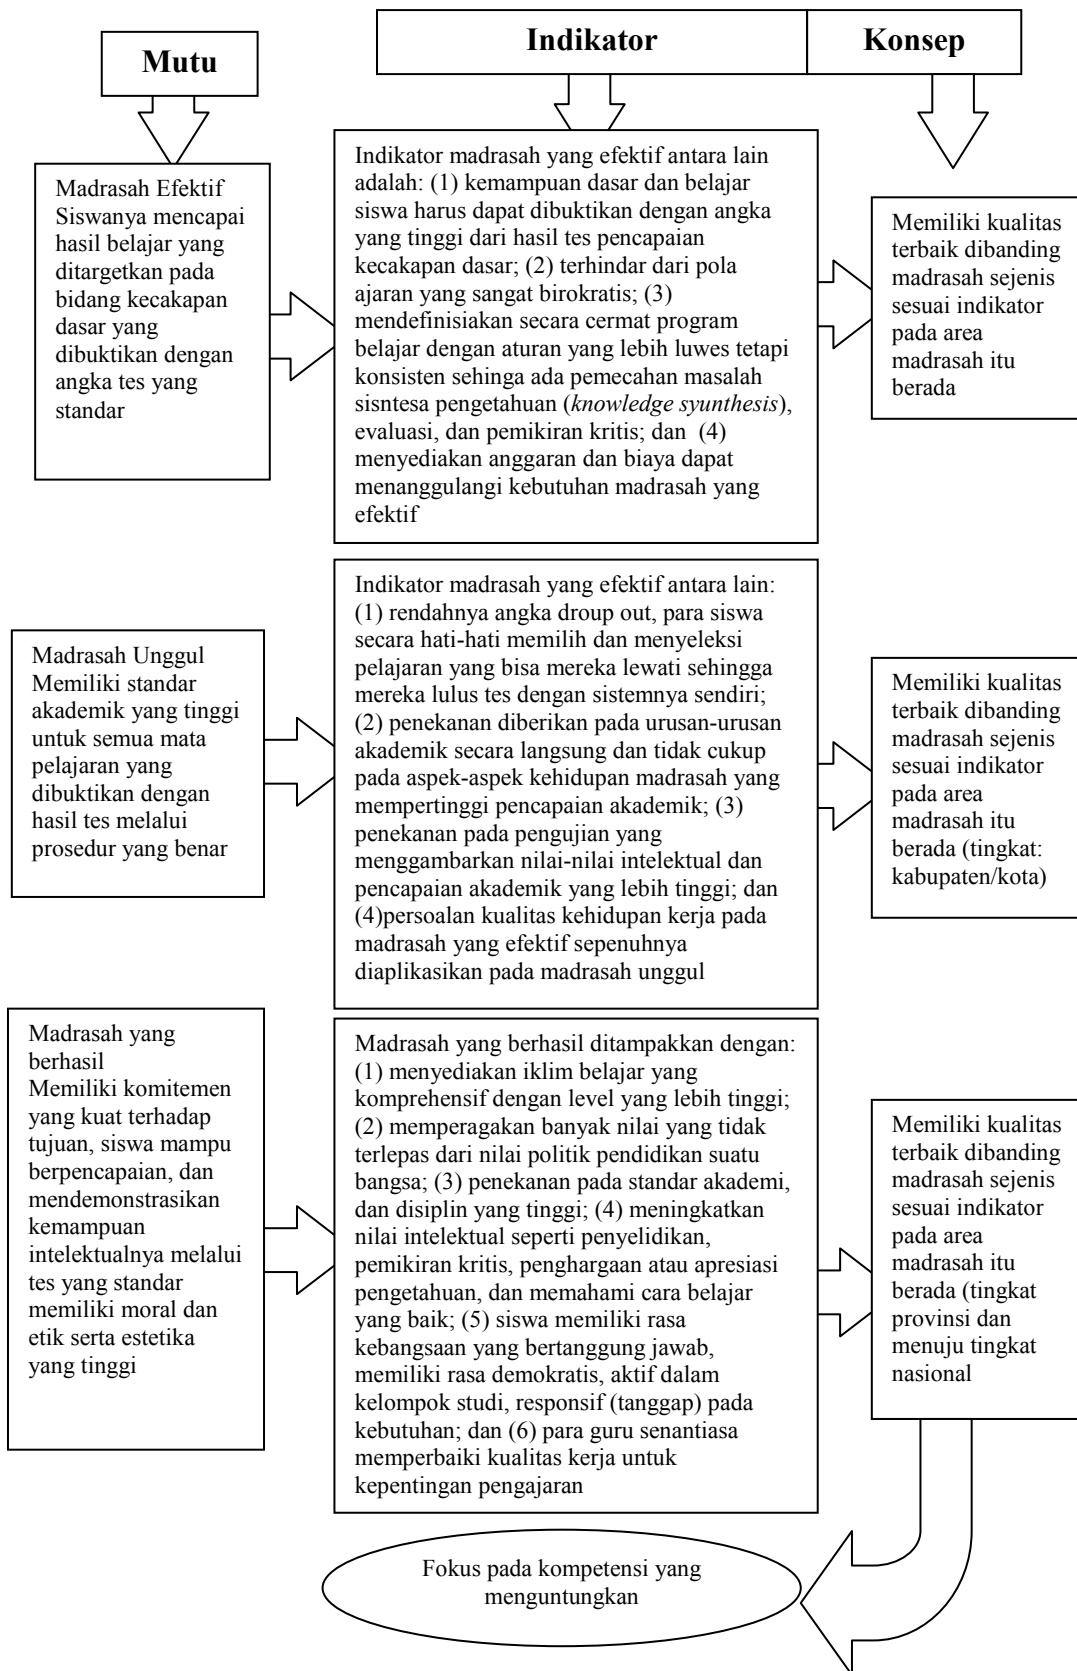 Mutu
Indikator
Konsep
Madrasah Efektif
Siswanya mencapai
hasil belajar yang
ditargetkan pada
bidang kecakapan
dasar yang
dibuktikan dengan
angka tes yang
standar
Indikator madrasah yang efektif antara lain
adalah: (1) kemampuan dasar dan belajar
siswa harus dapat dibuktikan dengan angka
yang tinggi dari hasil tes pencapaian
kecakapan dasar; (2) terhindar dari pola
ajaran yang sangat birokratis; (3)
mendefinisiakan secara cermat program
belajar dengan aturan yang lebih luwes tetapi
konsisten sehinga ada pemecahan masalah
sisntesa pengetahuan (knowledge syunthesis),
evaluasi, dan pemikiran kritis; dan (4)
menyediakan anggaran dan biaya dapat
menanggulangi kebutuhan madrasah yang
efektif
Memiliki kualitas
terbaik dibanding
madrasah sejenis
sesuai indikator
pada area
madrasah itu
berada
Madrasah Unggul
Memiliki standar
akademik yang tinggi
untuk semua mata
pelajaran yang
dibuktikan dengan
hasil tes melalui
prosedur yang benar
Indikator madrasah yang efektif antara lain:
(1) rendahnya angka droup out, para siswa
secara hati-hati memilih dan menyeleksi
pelajaran yang bisa mereka lewati sehingga
mereka lulus tes dengan sistemnya sendiri;
(2) penekanan diberikan pada urusan-urusan
akademik secara langsung dan tidak cukup
pada aspek-aspek kehidupan madrasah yang
mempertinggi pencapaian akademik; (3)
penekanan pada pengujian yang
menggambarkan nilai-nilai intelektual dan
pencapaian akademik yang lebih tinggi; dan
(4)persoalan kualitas kehidupan kerja pada
madrasah yang efektif sepenuhnya
diaplikasikan pada madrasah unggul
Memiliki kualitas
terbaik dibanding
madrasah sejenis
sesuai indikator
pada area
madrasah itu
berada (tingkat:
kabupaten/kota)
Madrasah yang
berhasil
Memiliki komitemen
yang kuat terhadap
tujuan, siswa mampu
berpencapaian, dan
mendemonstrasikan
kemampuan
intelektualnya melalui
tes yang standar
memiliki moral dan
etik serta estetika
yang tinggi
Madrasah yang berhasil ditampakkan dengan:
(1) menyediakan iklim belajar yang
komprehensif dengan level yang lebih tinggi;
(2) memperagakan banyak nilai yang tidak
terlepas dari nilai politik pendidikan suatu
bangsa; (3) penekanan pada standar akademi,
dan disiplin yang tinggi; (4) meningkatkan
nilai intelektual seperti penyelidikan,
pemikiran kritis, penghargaan atau apresiasi
pengetahuan, dan memahami cara belajar
yang baik; (5) siswa memiliki rasa
kebangsaan yang bertanggung jawab,
memiliki rasa demokratis, aktif dalam
kelompok studi, responsif (tanggap) pada
kebutuhan; dan (6) para guru senantiasa
memperbaiki kualitas kerja untuk
kepentingan pengajaran
Memiliki kualitas
terbaik dibanding
madrasah sejenis
sesuai indikator
pada area
madrasah itu
berada (tingkat
provinsi dan
menuju tingkat
nasional
Fokus pada kompetensi yang
menguntungkan